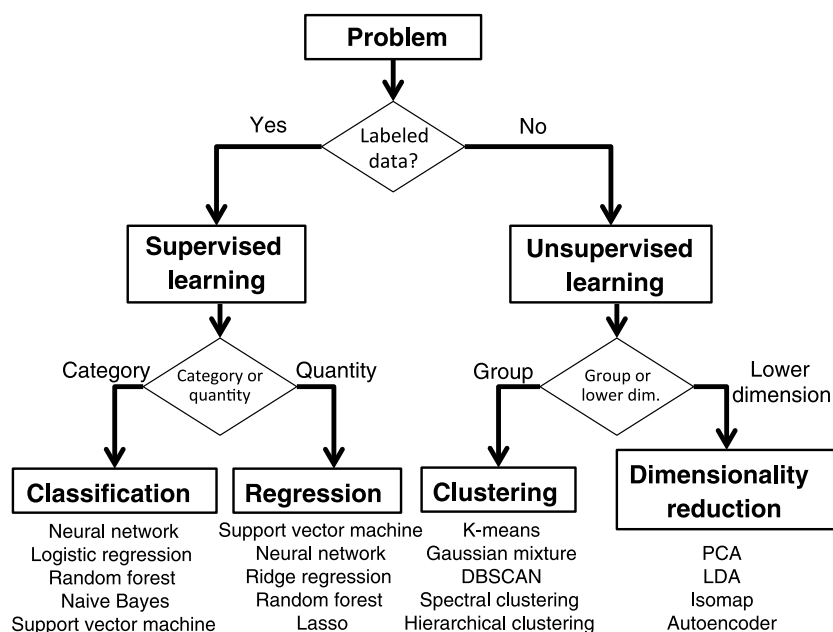 Problem
Yes
No
Labeled
data?
Supervised
learning
Unsupervised
learning
Category
Category or
quantity
Quantity
Group
Group or
lower dim.
Lower
dimension
Classification
Neural network
Logistic regression
Random forest
Naive Bayes
Support vector machine
Regression
Support vector machine
Neural network
Ridge regression
Random forest
Lasso
Clustering
K-means
Gaussian mixture
DBSCAN
Spectral clustering
Hierarchical clustering
Dimensionality
reduction
PCA
LDA
Isomap
Autoencoder